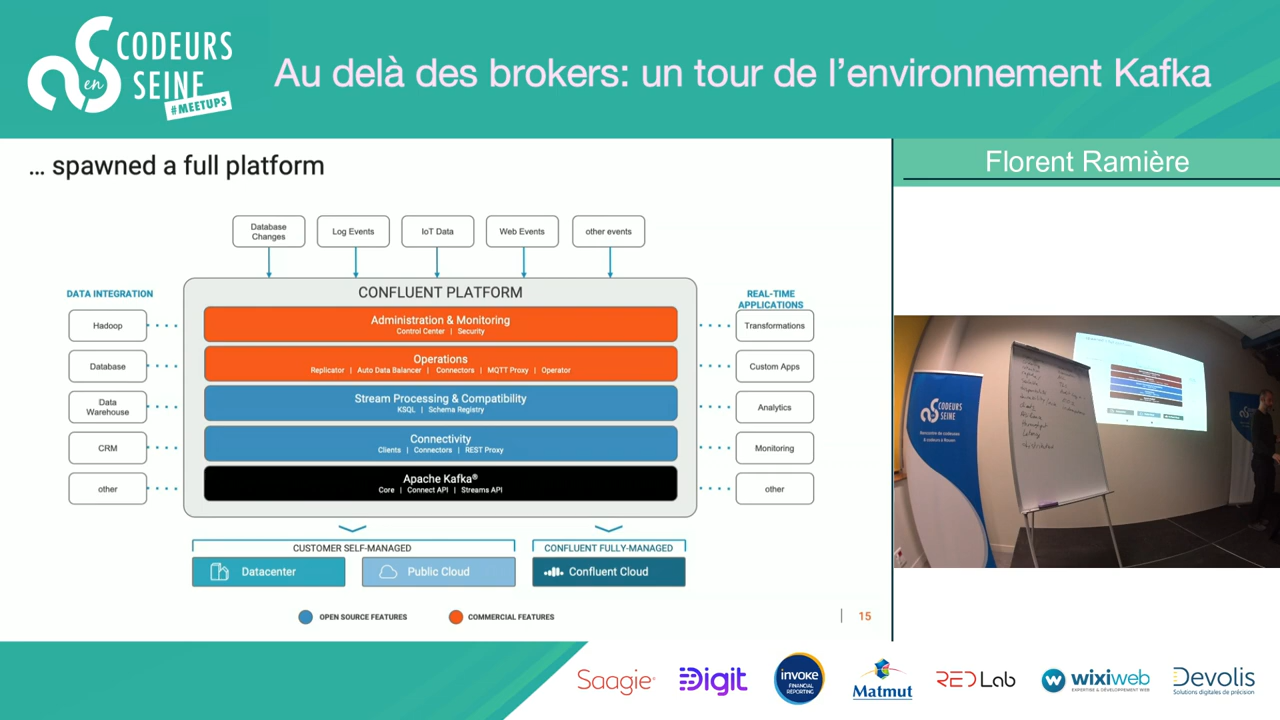 CODEURS
en
SEINE
#MEETUPS
Au delà des brokers: un tour de l'environnement Kafka
Florent Ramière
... spawned a full platform
Database
Changes
Log Events
IoT Data
Web Events
other events
DATA INTEGRATION
Hadoop
Database
Data
Warehouse
CRM
other
CONFLUENT PLATFORM
Administration & Monitoring
Control Center | Security
Operations
Replicator | Auto Data Balancer | Connectors | MQTT Proxy | Operator
Stream Processing & Compatibility
KSQL | Schema Registry
Connectivity
Clients | Connectors | REST Proxy
Apache Kafka®
Core | Connect API | Streams API
REAL-TIME
APPLICATIONS
Transformations
Custom Apps
Analytics
Monitoring
other
CUSTOMER SELF-MANAGED
Datacenter
Public Cloud
CONFLUENT FULLY-MANAGED
Confluent Cloud
OPEN SOURCE FEATURES
COMMERCIAL FEATURES
15
CODEURS
SEINE
Saagie
Digit
invoke
FINANCIAL
REPORTING
Matmut
RED Lab
wixiweb
EXPERTISE & DÉVELOPPEMENT WEB
Devolis
Solutions digitales de précision